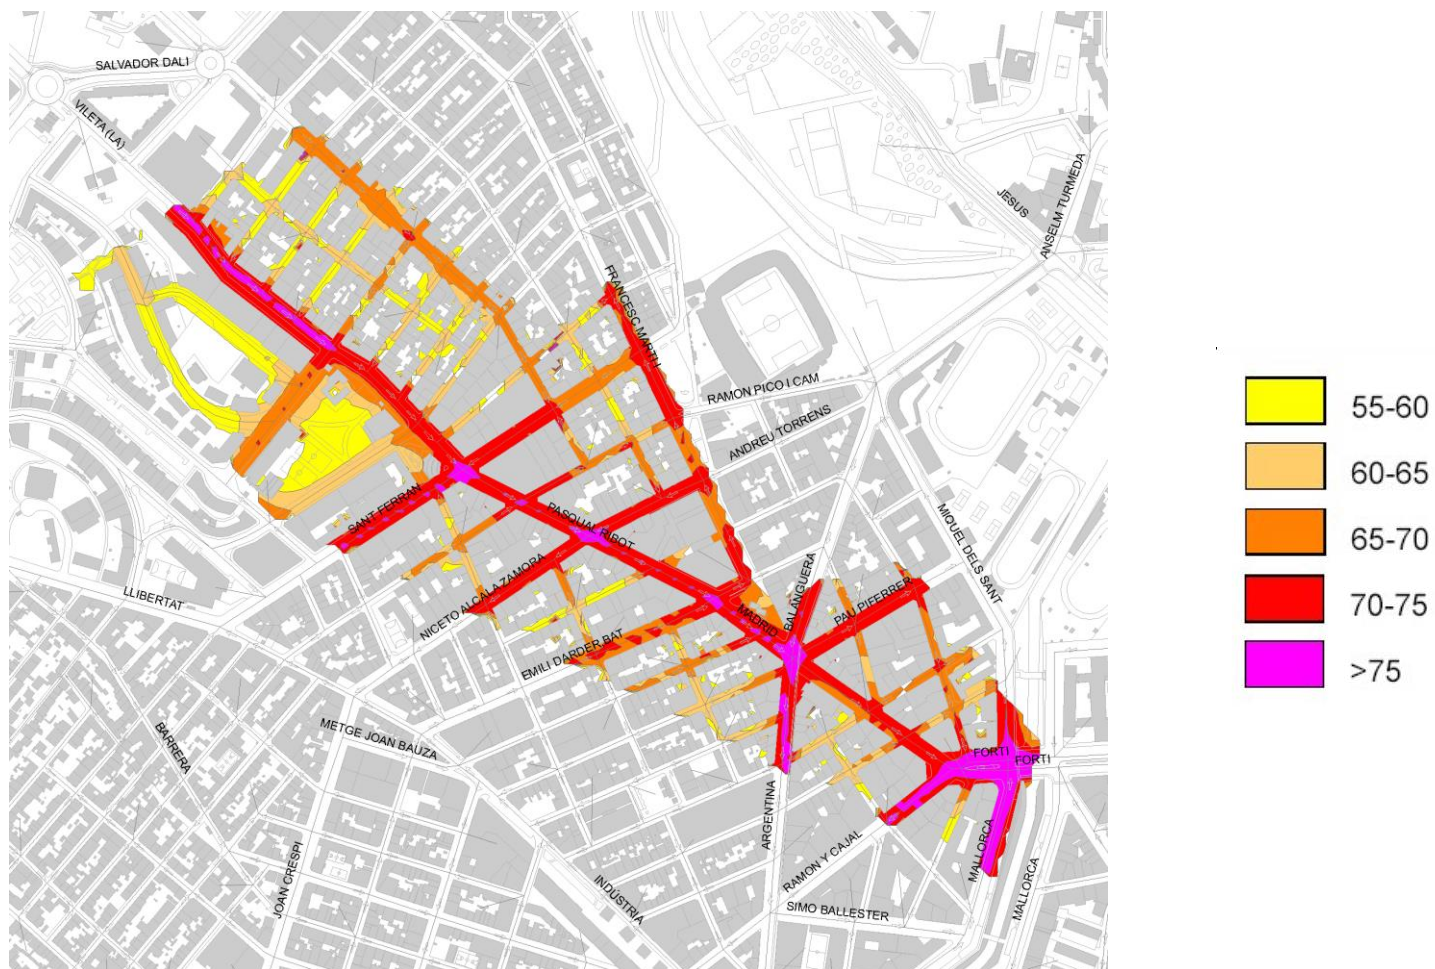 SALVADOR DALI
VILETA (LA)
JESUS
ANSELM TURMEDA
FRANCESC MARTI I
RAMON PICO I CAM
ANDREU TORRENS
55-60
60-65
65-70
70-75
>75
SANT FERRAN
PASQUAL RIBOT
MIQUEL DELS SANT
NICETO ALCALA ZAMORA
BALANGUERA
LLIBERTAT
MADRID
PAU PIFERRER
EMILI DARDER BAT
METGE JOAN BAUZA
BARRERA
FORTI
FORTI
ARGENTINA
MALLORCA
RAMON Y CAJAL
MALLORCA
JOAN CRESPI
INDÚSTRIA
SIMO BALLESTER